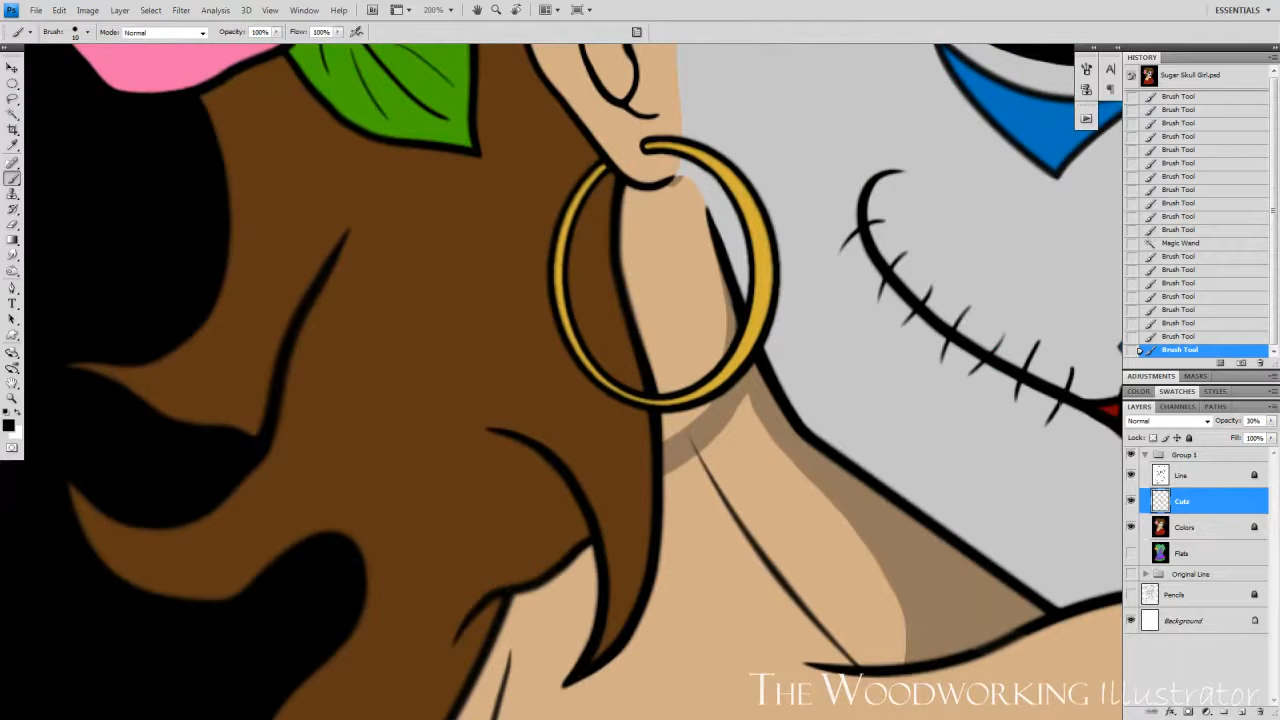 Ps File Edit Image Layer Select Filter Analysis 3D View Window Help Br 200% ESSENTIALS
Brush: 10 Mode: Normal Opacity: 100% Flow: 100%
HISTORY
Sugar Skull Girl.psd
Brush Tool
Brush Tool
Brush Tool
Brush Tool
Brush Tool
Brush Tool
Brush Tool
Brush Tool
Brush Tool
Brush Tool
Brush Tool
Magic Wand
Brush Tool
Brush Tool
Brush Tool
Brush Tool
Brush Tool
Brush Tool
Brush Tool
Brush Tool
ADJUSTMENTS MASKS
COLOR SWATCHES STYLES
LAYERS CHANNELS PATHS
Normal Opacity: 30%
Lock: Fill: 100%
Group 1
Line
Cutz
Colors
Flats
Original Line
Pencils
Background
THE WOODWORKING Illustrator